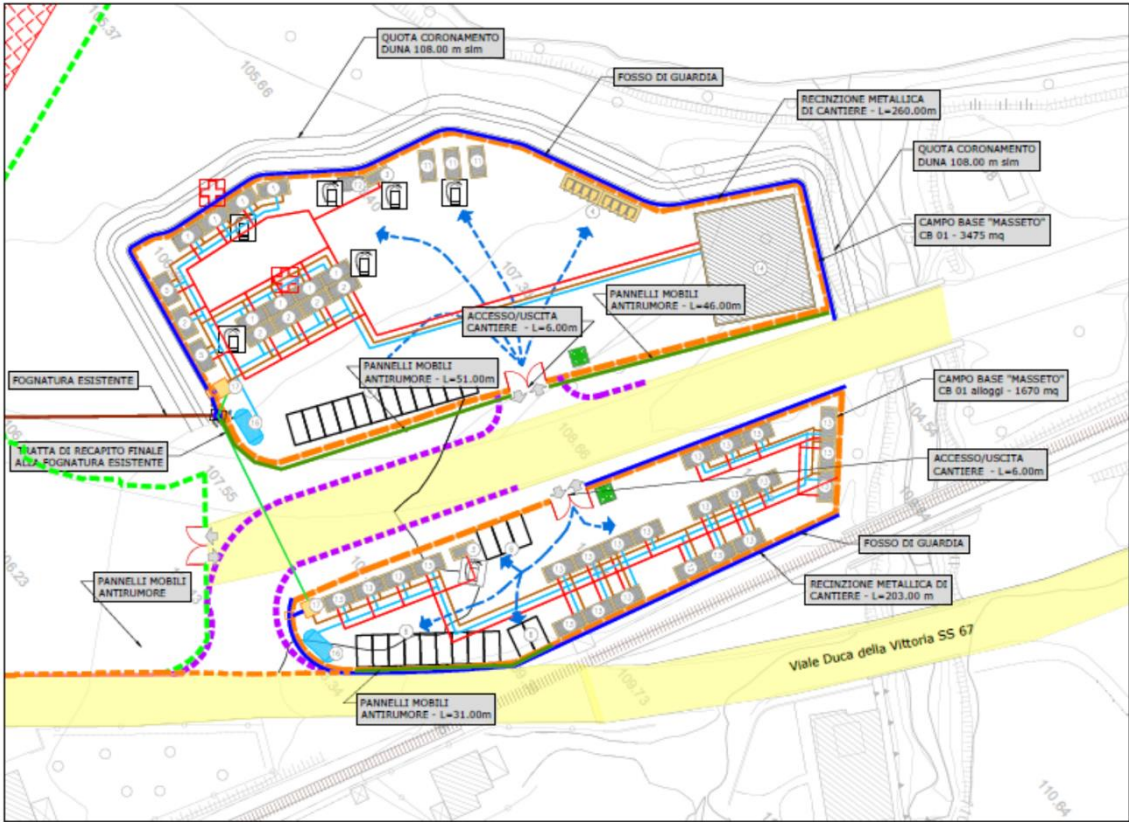 QUOTA CORONAMENTO
DUNA 108.00 m slm
FOSSO DI GUARDIA
RECINZIONE METALLICA
DI CANTIERE - L=260.00m
QUOTA CORONAMENTO
DUNA 108.00 m slm
CAMPO BASE "MASSETO"
CB 01 - 3475 mq
PANNELLI MOBILI
ANTIRUMORE - L=46.00m
ACCESSO/USCITA
CANTIERE - L=6.00m
PANNELLI MOBILI
ANTIRUMORE - L=51.00m
FOGNATURA ESISTENTE
CAMPO BASE "MASSETO"
CB 01 alloggi - 1670 mq
TRATTA DI RECAPITO FINALE
ALLA FOGNATURA ESISTENTE
ACCESSO/USCITA
CANTIERE - L=6.00m
FOSSO DI GUARDIA
PANNELLI MOBILI
ANTIRUMORE
RECINZIONE METALLICA DI
CANTIERE - L=203.00 m
Viale Duca della Vittoria SS 67
PANNELLI MOBILI
ANTIRUMORE - L=31.00m
105.66
107.55
108.86
104.54
109.73
110.64